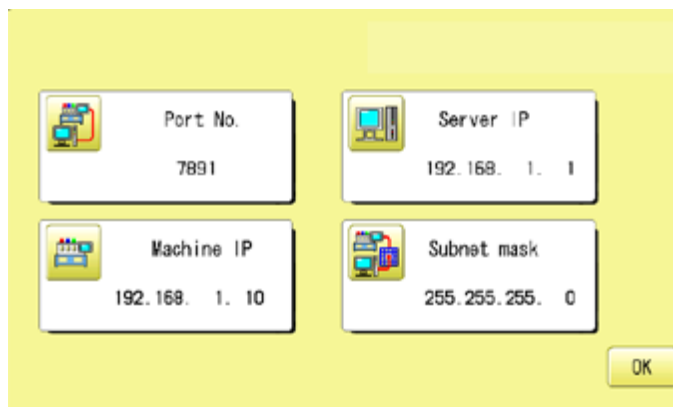 Port No.
7891
Server IP
192.168. 1. 1
Machine IP
192.168. 1. 10
Subnet mask
255.255.255. 0
OK